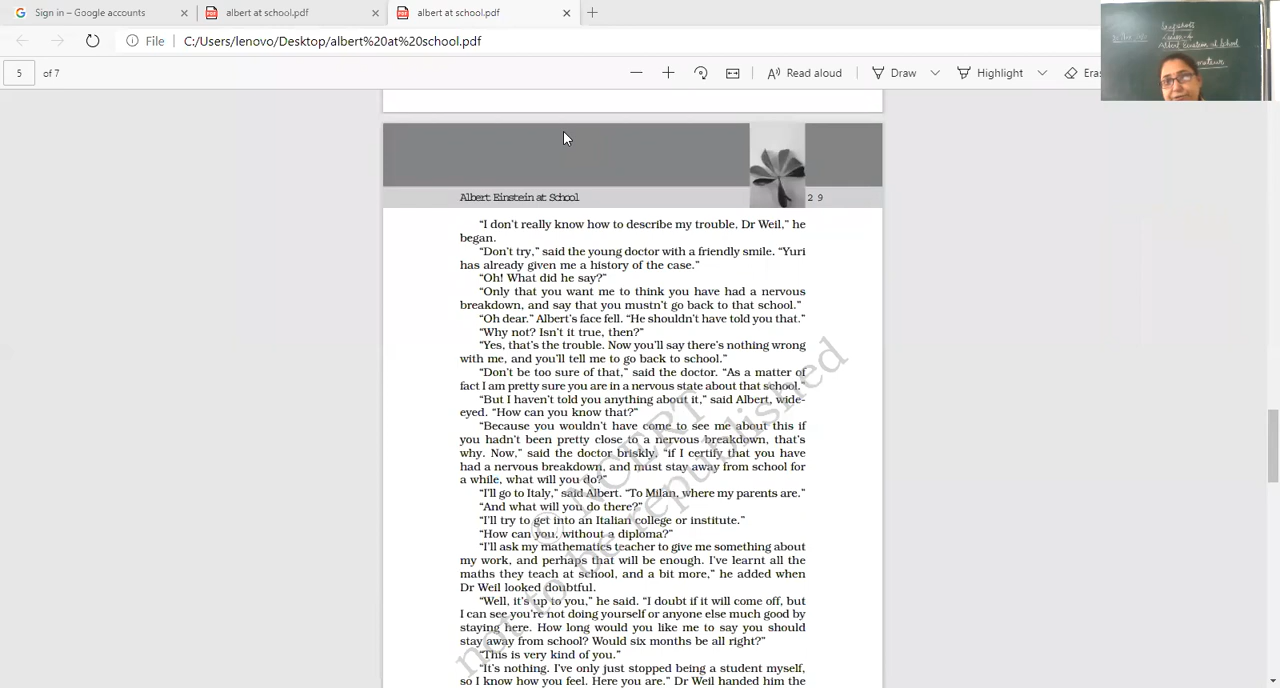 Sign in – Google accounts
albert at school.pdf
albert at school.pdf
File
C:/Users/lenovo/Desktop/albert%20at%20school.pdf
5 of 7
Read aloud
Draw
Highlight
Eras
Albert Einstein at School
Albert Einstein at School 29
“I don’t really know how to describe my trouble, Dr Weil,” he
began.
“Don’t try,” said the young doctor with a friendly smile. “Yuri
has already given me a history of the case.”
“Oh! What did he say?”
“Only that you want me to think you have had a nervous
breakdown, and say that you mustn’t go back to that school.”
“Oh dear.” Albert’s face fell. “He shouldn’t have told you that.”
“Why not? Isn’t it true, then?”
“Yes, that’s the trouble. Now you’ll say there’s nothing wrong
with me, and you’ll tell me to go back to school.”
“Don’t be too sure of that,” said the doctor. “As a matter of
fact I am pretty sure you are in a nervous state about that school.”
“But I haven’t told you anything about it,” said Albert, wide-
eyed. “How can you know that?”
“Because you wouldn’t have come to see me about this if
you hadn’t been pretty close to a nervous breakdown, that’s
why. Now,” said the doctor briskly, “if I certify that you have
had a nervous breakdown, and must stay away from school for
a while, what will you do?”
“I’ll go to Italy,” said Albert. “To Milan, where my parents are.”
“And what will you do there?”
“I’ll try to get into an Italian college or institute.”
“How can you, without a diploma?”
“I’ll ask my mathematics teacher to give me something about
my work, and perhaps that will be enough. I’ve learnt all the
maths they teach at school, and a bit more,” he added when
Dr Weil looked doubtful.
“Well, it’s up to you,” he said. “I doubt if it will come off, but
I can see you’re not doing yourself or anyone else much good by
staying here. How long would you like me to say you should
stay away from school? Would six months be all right?”
“This is very kind of you.”
“It’s nothing. I’ve only just stopped being a student myself,
so I know how you feel. Here you are.” Dr Weil handed him the
© NCERT
not to be republished